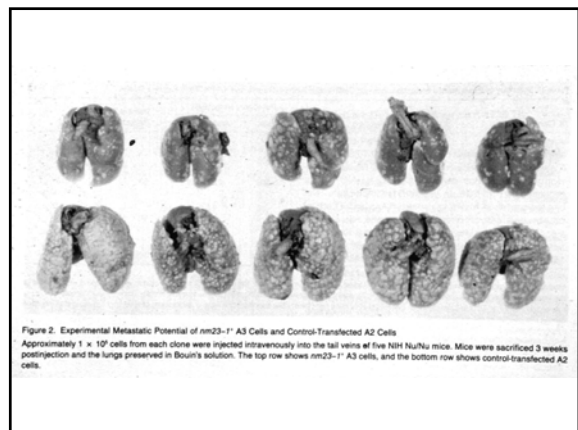 Figure 2. Experimental Metastatic Potential of nm23–1⁺ A3 Cells and Control-Transfected A2 Cells
Approximately 1 × 10⁶ cells from each clone were injected intravenously into the tail veins of five NIH Nu/Nu mice. Mice were sacrificed 3 weeks
postinjection and the lungs preserved in Bouin's solution. The top row shows nm23–1⁺ A3 cells, and the bottom row shows control-transfected A2
cells.